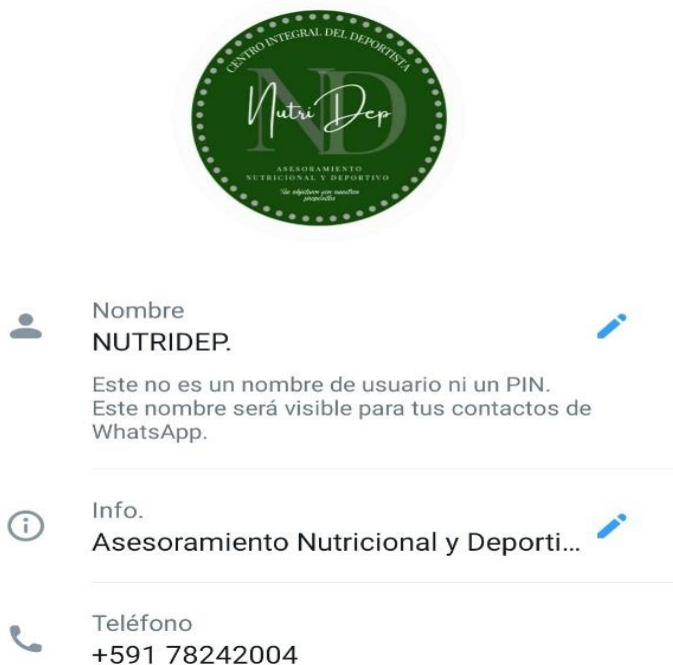 CENTRO INTEGRAL DEL DEPORTISTA
ND
Nutri Dep
ASESORAMIENTO
NUTRICIONAL Y DEPORTIVO
Nombre
NUTRIDEP.
Este no es un nombre de usuario ni un PIN.
Este nombre será visible para tus contactos de
WhatsApp.
Info.
Asesoramiento Nutricional y Deporti...
Teléfono
+591 78242004